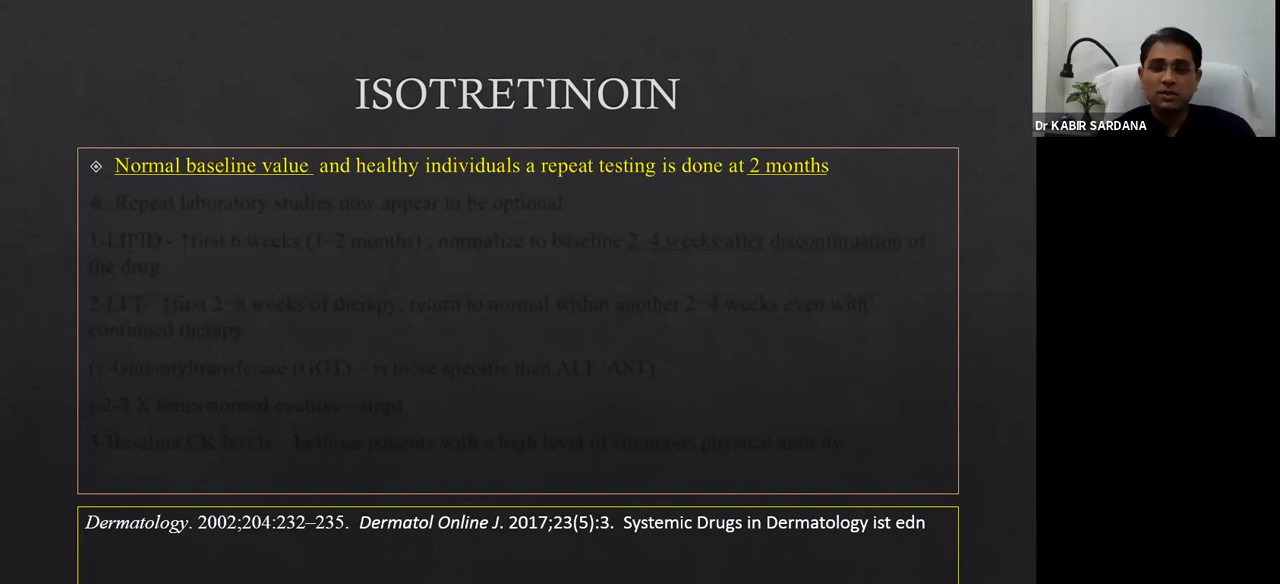 ISOTRETINOIN
Normal baseline value and healthy individuals a repeat testing is done at 2 months
Repeat laboratory studies now appear to be optional
1-LIPID - ↑first 6 weeks (1–2 months) ; normalize to baseline 2–4 weeks after discontinuation of
the drug
2-LFT- ↑first 2–8 weeks of therapy; return to normal within another 2–4 weeks even with
continued therapy
(γ-Glutamyltransferase (GGT) – is more specific than ALT /AST)
( 2-3 X times normal caution – stop)
3-Baseline CK levels – In those patients with a high level of strenuous physical activity
Dermatology. 2002;204:232–235. Dermatol Online J. 2017;23(5):3. Systemic Drugs in Dermatology ist edn
Dr KABIR SARDANA